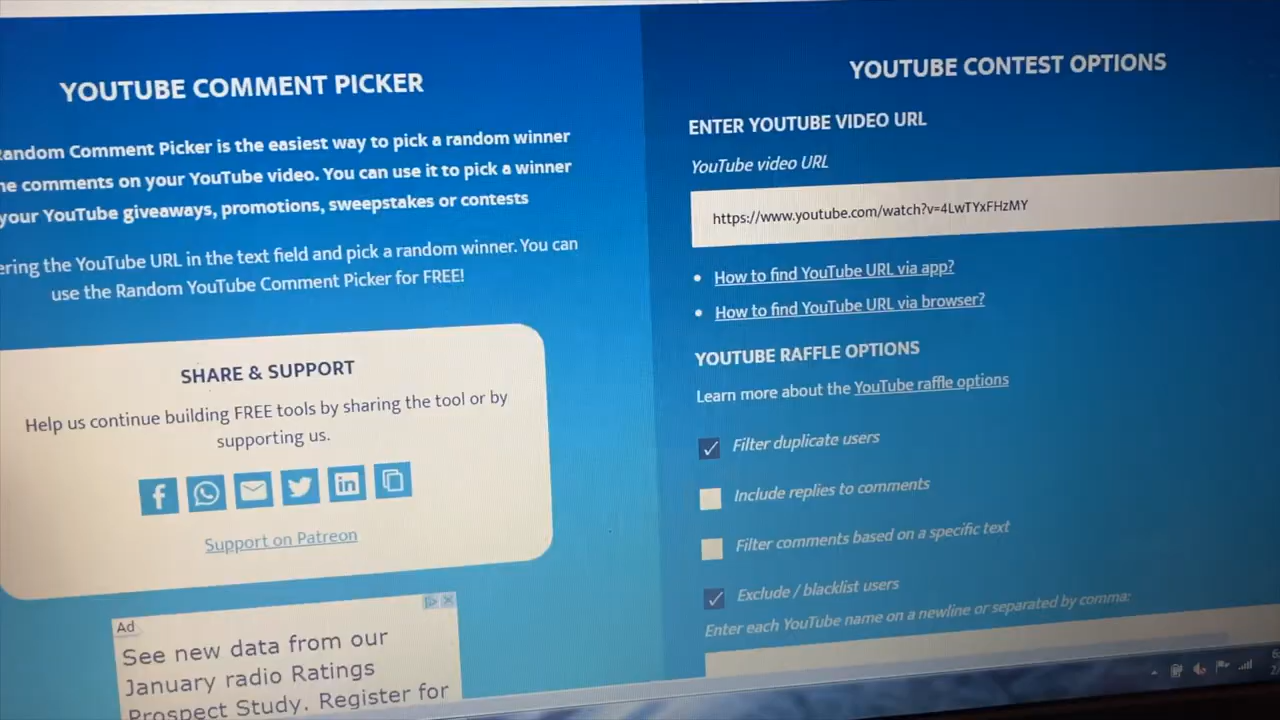 YOUTUBE COMMENT PICKER
Random Comment Picker is the easiest way to pick a random winner
comments on your YouTube video. You can use it to pick a winner
your YouTube giveaways, promotions, sweepstakes or contests
the YouTube URL in the text field and pick a random winner. You can
use the Random YouTube Comment Picker for FREE!
SHARE & SUPPORT
Help us continue building FREE tools by sharing the tool or by
supporting us.
Support on Patreon
Ad
See new data from our
January radio Ratings
Prospect Study. Register for
YOUTUBE CONTEST OPTIONS
ENTER YOUTUBE VIDEO URL
YouTube video URL
https://www.youtube.com/watch?v=4LwTYxFHzMY
How to find YouTube URL via app?
How to find YouTube URL via browser?
YOUTUBE RAFFLE OPTIONS
Learn more about the YouTube raffle options
Filter duplicate users
Include replies to comments
Filter comments based on a specific text
Exclude / blacklist users
Enter each YouTube name on a newline or separated by comma: